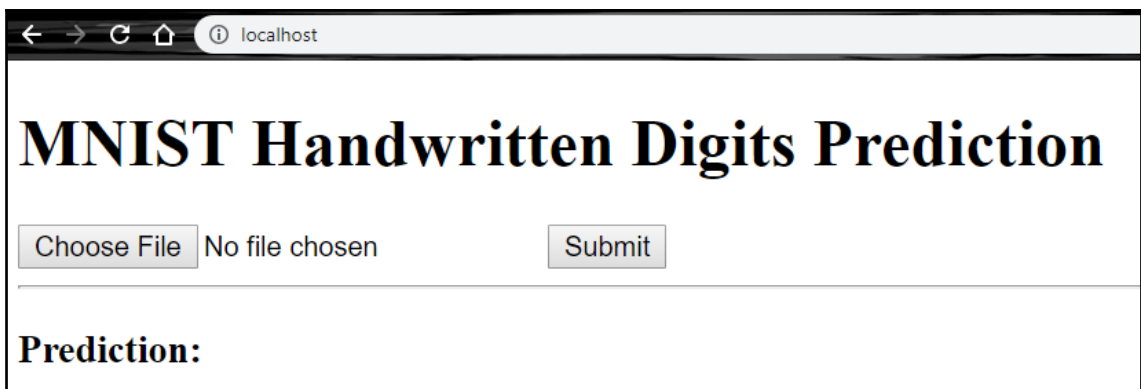 localhost
MNIST Handwritten Digits Prediction
Choose File No file chosen Submit
Prediction: